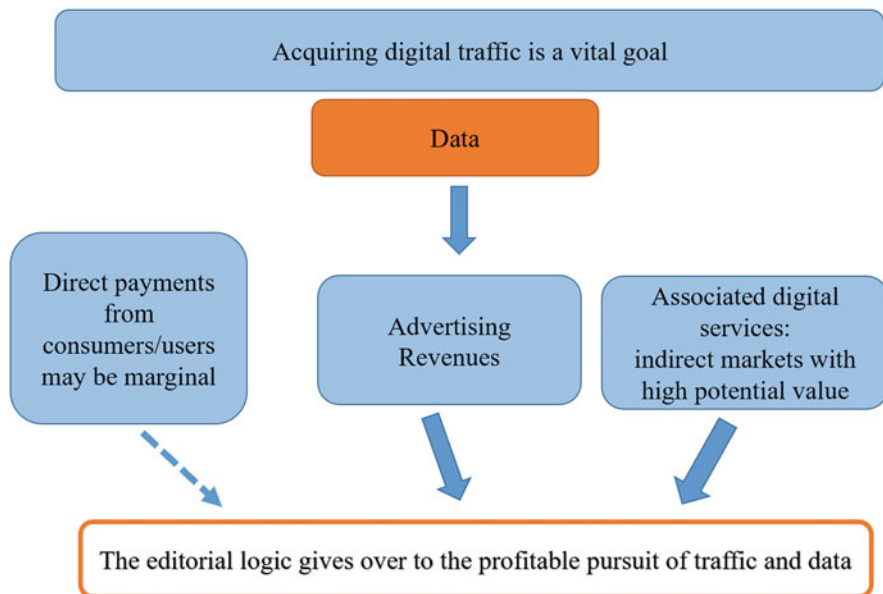 Acquiring digital traffic is a vital goal
Data
Direct payments
from
consumers/users
may be marginal
Advertising
Revenues
Associated digital
services:
indirect markets with
high potential value
The editorial logic gives over to the profitable pursuit of traffic and data